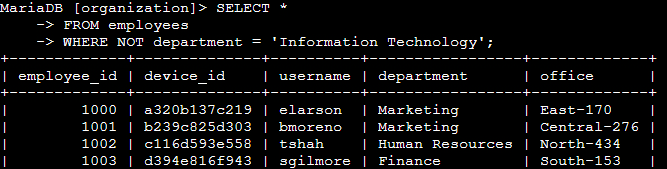 MariaDB [organization]> SELECT *
    -> FROM employees
    -> WHERE NOT department = 'Information Technology';
+-------------+--------------+----------+-----------------+-------------+
| employee_id | device_id    | username | department      | office      |
+-------------+--------------+----------+-----------------+-------------+
|        1000 | a320b137c219 | elarson  | Marketing       | East-170    |
|        1001 | b239c825d303 | bmoreno  | Marketing       | Central-276 |
|        1002 | c116d593e558 | tshah    | Human Resources | North-434   |
|        1003 | d394e816f943 | sgilmore | Finance         | South-153   |